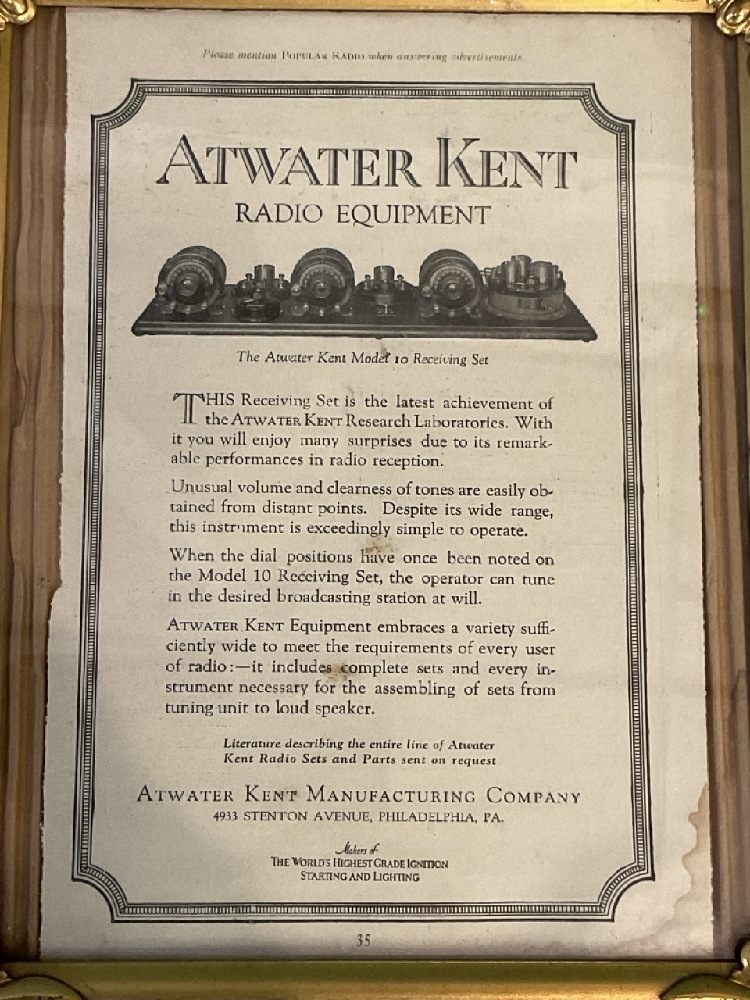 Please mention POPULAR RADIO when answering advertisements
ATWATER KENT
RADIO EQUIPMENT
The Atwater Kent Model 10 Receiving Set
THIS Receiving Set is the latest achievement of
the ATWATER KENT Research Laboratories. With
it you will enjoy many surprises due to its remark-
able performances in radio reception.
Unusual volume and clearness of tones are easily ob-
tained from distant points. Despite its wide range,
this instrument is exceedingly simple to operate.
When the dial positions have once been noted on
the Model 10 Receiving Set, the operator can tune
in the desired broadcasting station at will.
ATWATER KENT Equipment embraces a variety suffi-
ciently wide to meet the requirements of every user
of radio:—it includes complete sets and every in-
strument necessary for the assembling of sets from
tuning unit to loud speaker.
Literature describing the entire line of Atwater
Kent Radio Sets and Parts sent on request
ATWATER KENT MANUFACTURING COMPANY
4933 STENTON AVENUE, PHILADELPHIA, PA.
Makers of
THE WORLD'S HIGHEST GRADE IGNITION
STARTING AND LIGHTING
35